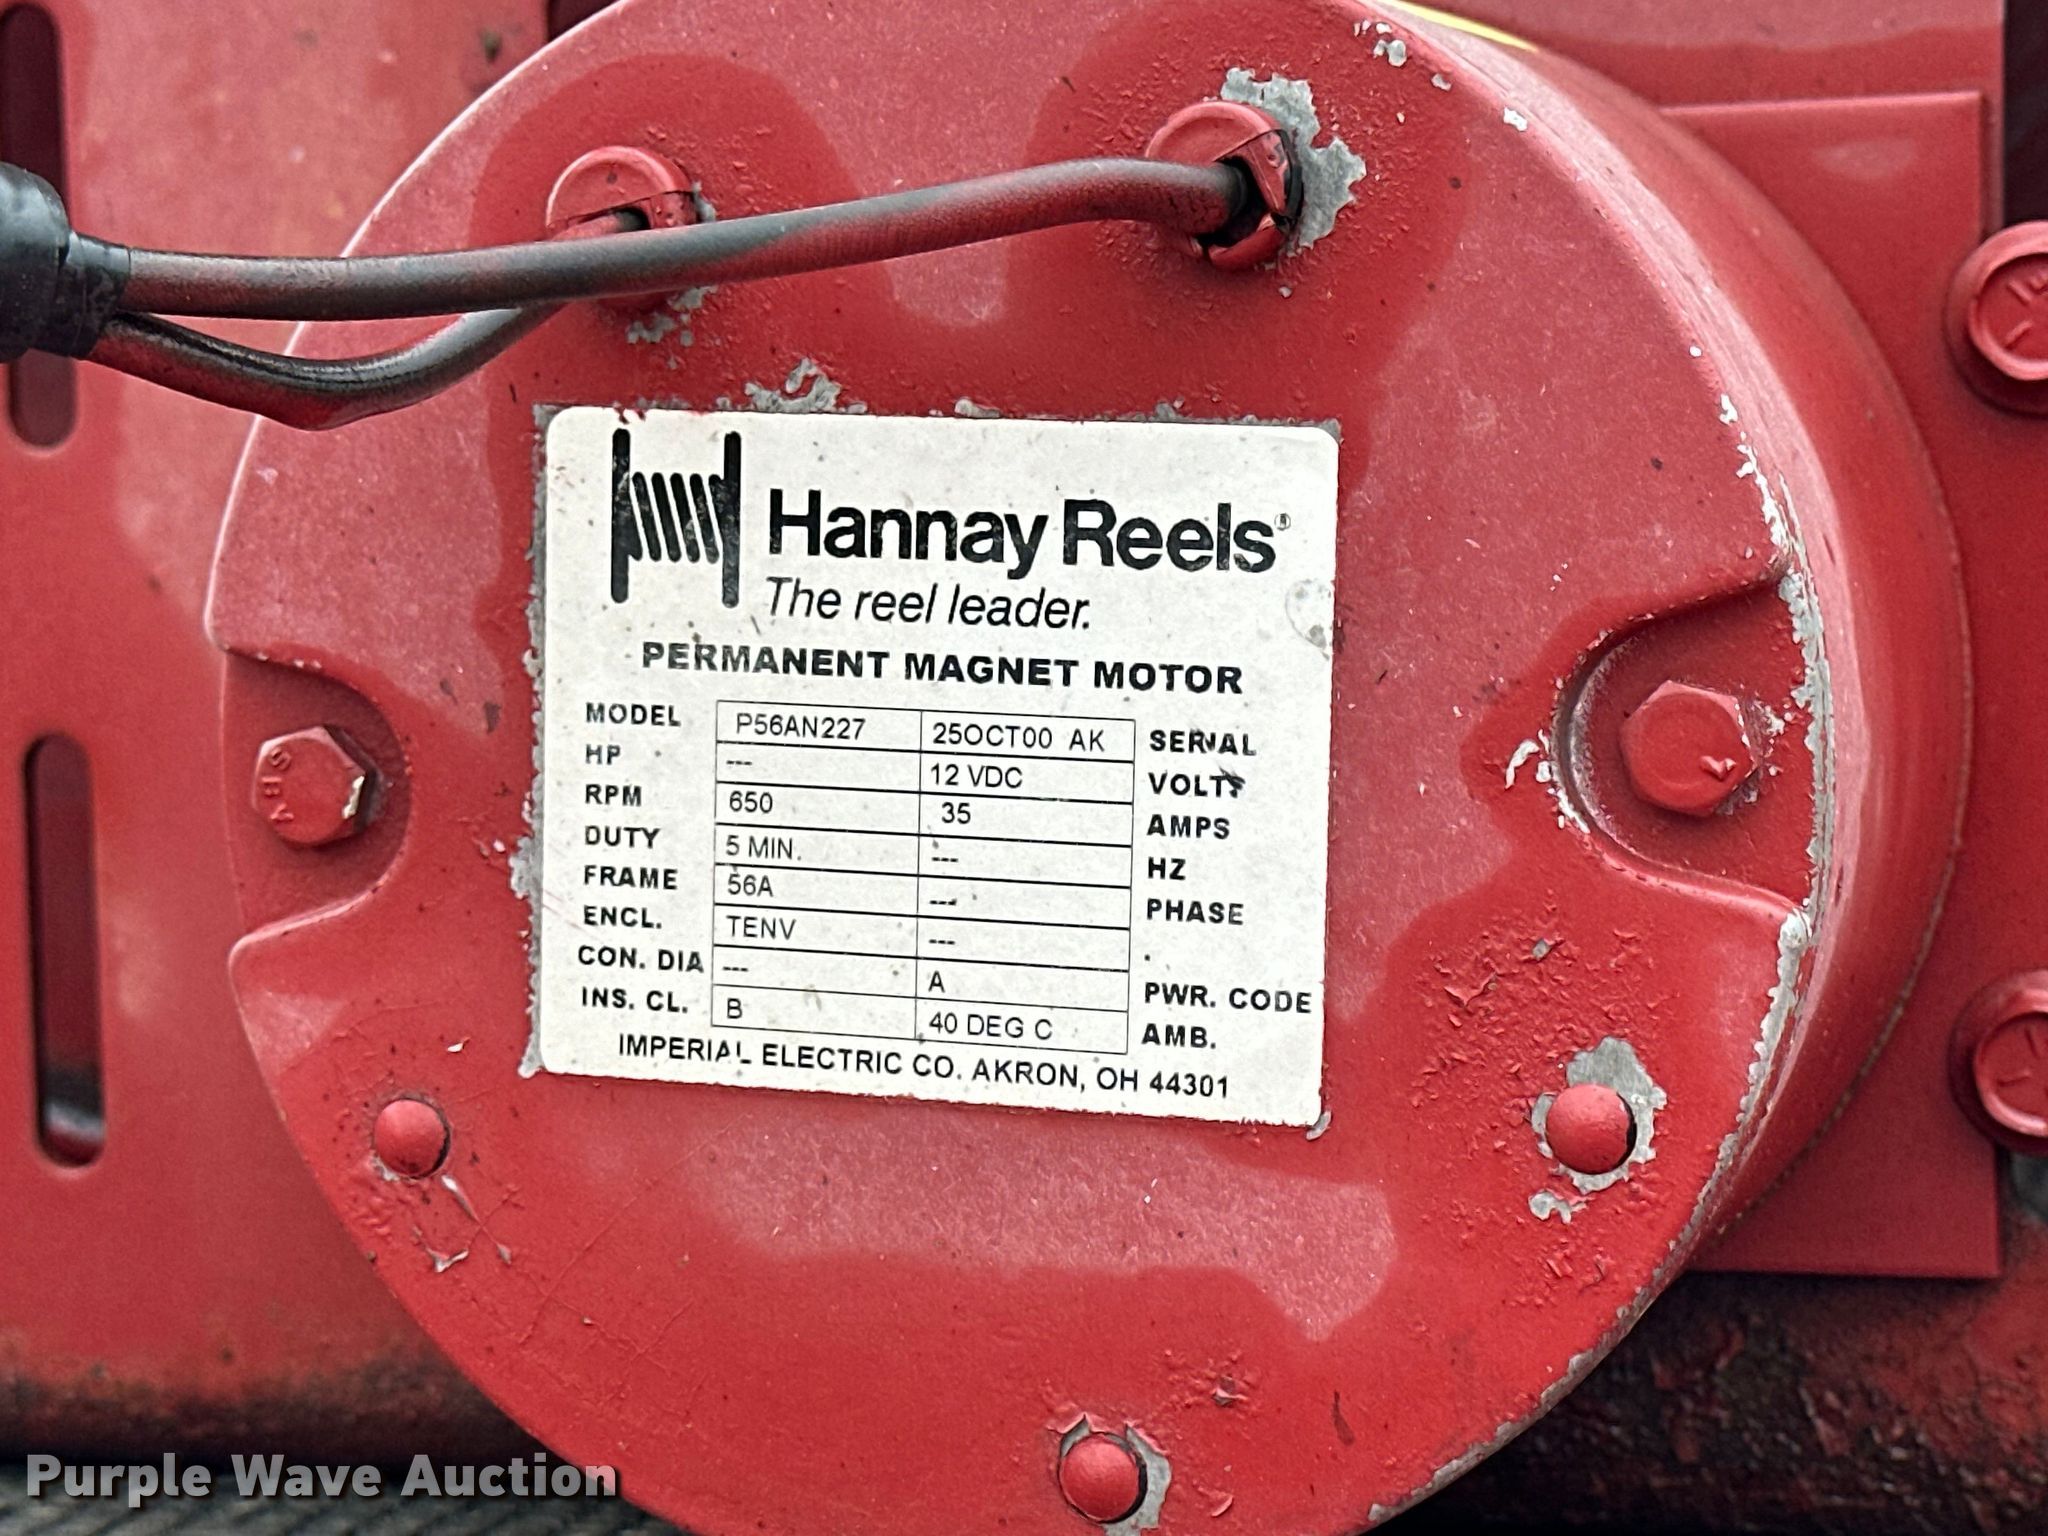 Hannay Reels®
The reel leader.
PERMANENT MAGNET MOTOR
MODEL P56AN227 25OCT00 AK SERIAL
HP --- 12 VDC VOLTS
RPM 650 35 AMPS
DUTY 5 MIN. --- HZ
FRAME 56A --- PHASE
ENCL. TENV --- .
CON. DIA --- A PWR. CODE
INS. CL. B 40 DEG C AMB.
IMPERIAL ELECTRIC CO. AKRON, OH 44301
Purple Wave Auction